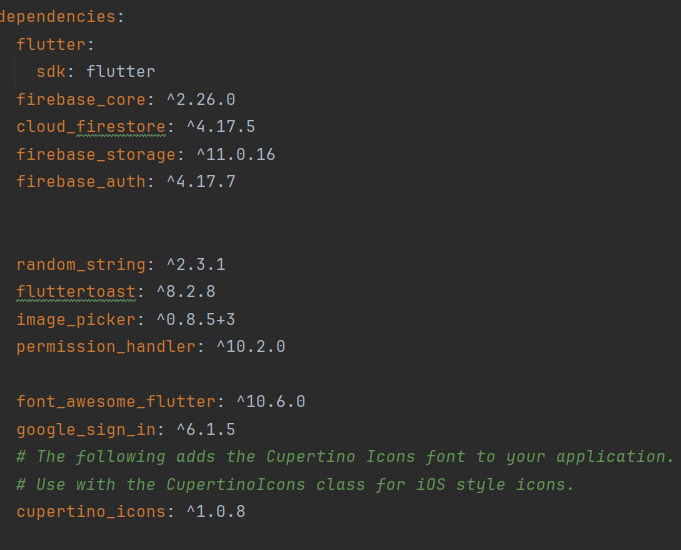 dependencies:
flutter:
sdk: flutter
firebase_core: ^2.26.0
cloud_firestore: ^4.17.5
firebase_storage: ^11.0.16
firebase_auth: ^4.17.7
random_string: ^2.3.1
fluttertoast: ^8.2.8
image_picker: ^0.8.5+3
permission_handler: ^10.2.0
font_awesome_flutter: ^10.6.0
google_sign_in: ^6.1.5
# The following adds the Cupertino Icons font to your application.
# Use with the CupertinoIcons class for iOS style icons.
cupertino_icons: ^1.0.8